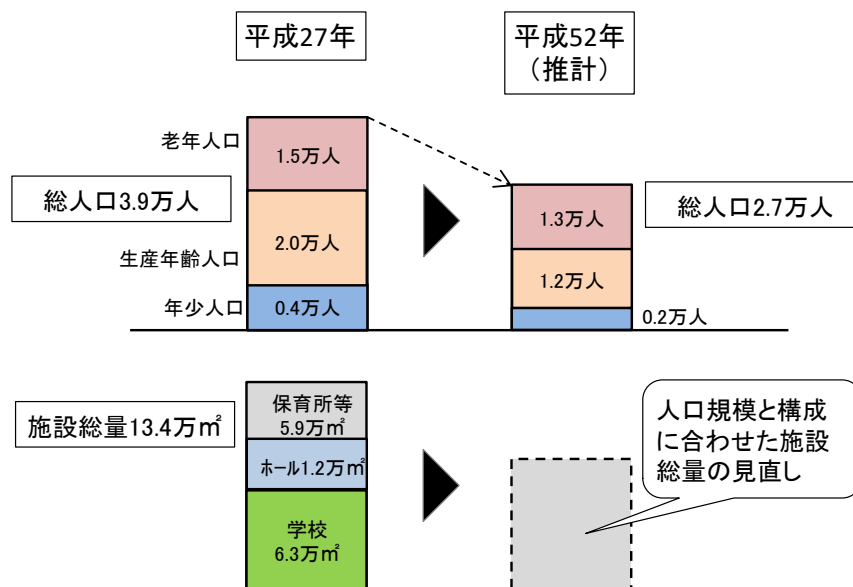 平成27年
平成52年
（推計）
老年人口
1.5万人
総人口3.9万人
1.3万人
総人口2.7万人
2.0万人
生産年齢人口
1.2万人
年少人口
0.4万人
0.2万人
保育所等
5.9万㎡
施設総量13.4万㎡
ホール1.2万㎡
学校
6.3万㎡
人口規模と構成
に合わせた施設
総量の見直し